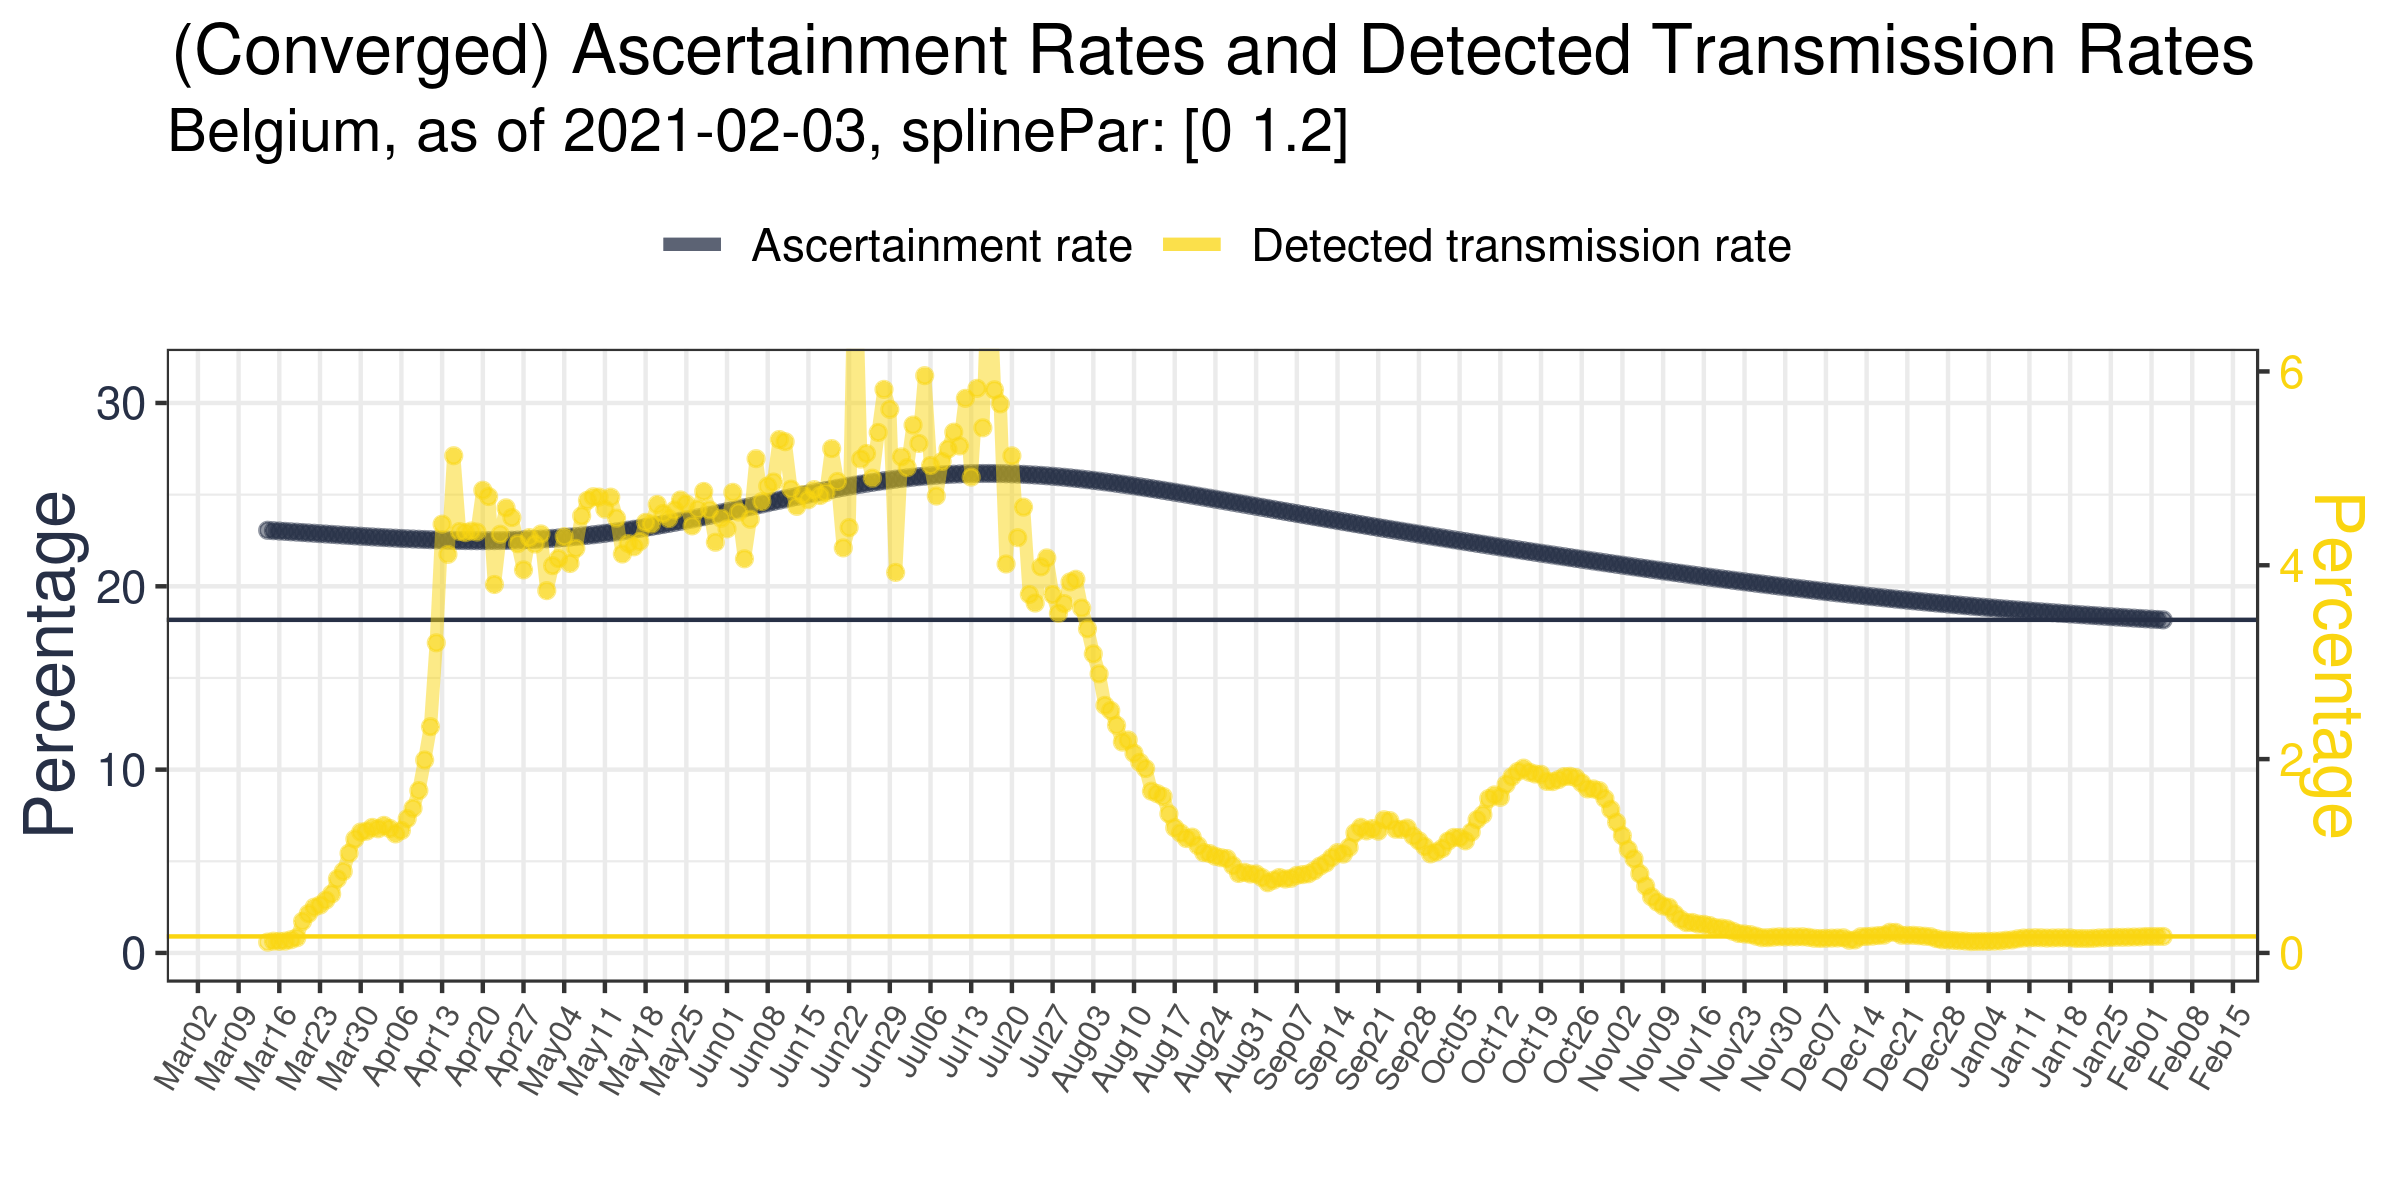 (Converged) Ascertainment Rates and Detected Transmission Rates
Belgium, as of 2021-02-03, splinePar: [0 1.2]
Ascertainment rate Detected transmission rate
Percentage
30
20
10
0
6
4
2
0
Percentage
Mar02 Mar09 Mar16 Mar23 Mar30 Apr06 Apr13 Apr20 Apr27 May04 May11 May18 May25 Jun01 Jun08 Jun15 Jun22 Jun29 Jul06 Jul13 Jul20 Jul27 Aug03 Aug10 Aug17 Aug24 Aug31 Sep07 Sep14 Sep21 Sep28 Oct05 Oct12 Oct19 Oct26 Nov02 Nov09 Nov16 Nov23 Nov30 Dec07 Dec14 Dec21 Dec28 Jan04 Jan11 Jan18 Jan25 Feb01 Feb08 Feb15